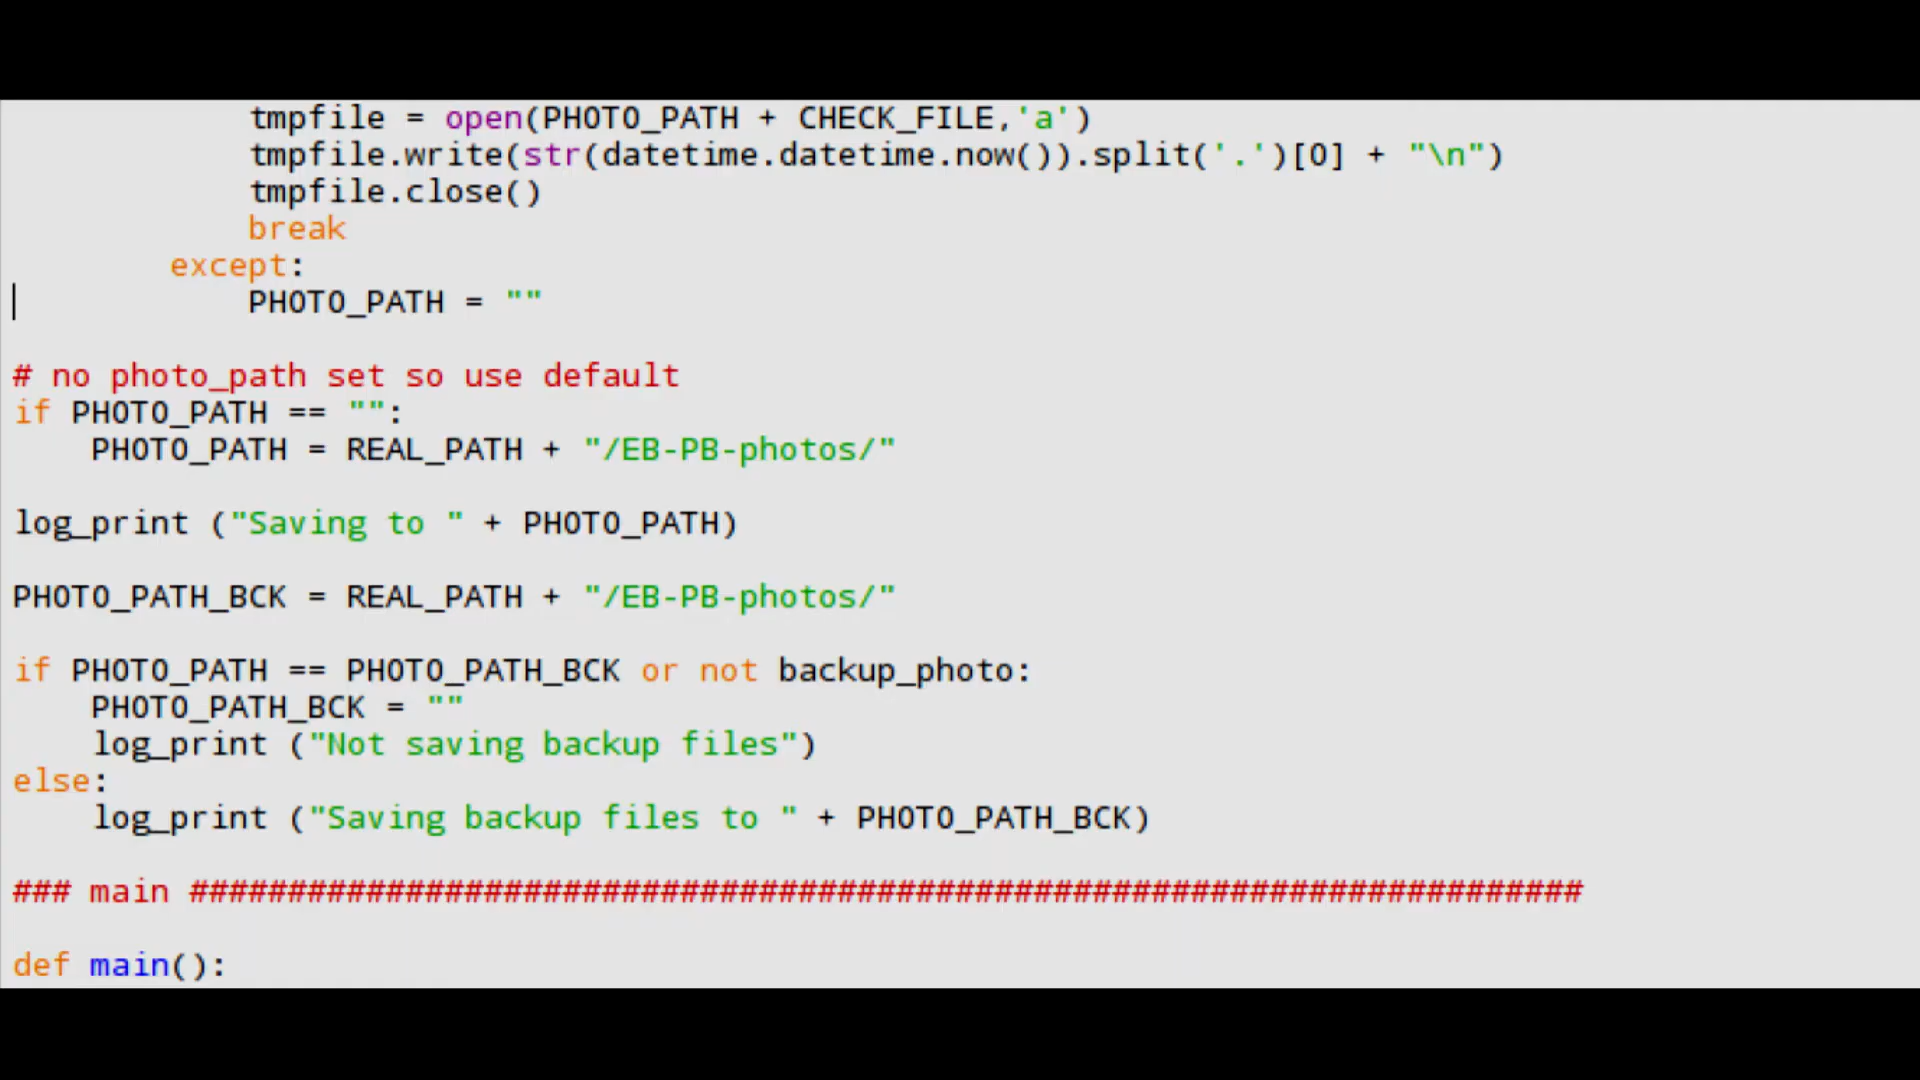 tmpfile = open(PHOTO_PATH + CHECK_FILE,'a')
tmpfile.write(str(datetime.datetime.now()).split('.')[0] + "\n")
tmpfile.close()
break
except:
PHOTO_PATH = ""
# no photo_path set so use default
if PHOTO_PATH == "":
PHOTO_PATH = REAL_PATH + "/EB-PB-photos/"
log_print ("Saving to " + PHOTO_PATH)
PHOTO_PATH_BCK = REAL_PATH + "/EB-PB-photos/"
if PHOTO_PATH == PHOTO_PATH_BCK or not backup_photo:
PHOTO_PATH_BCK = ""
log_print ("Not saving backup files")
else:
log_print ("Saving backup files to " + PHOTO_PATH_BCK)
### main #######################################################################
def main():